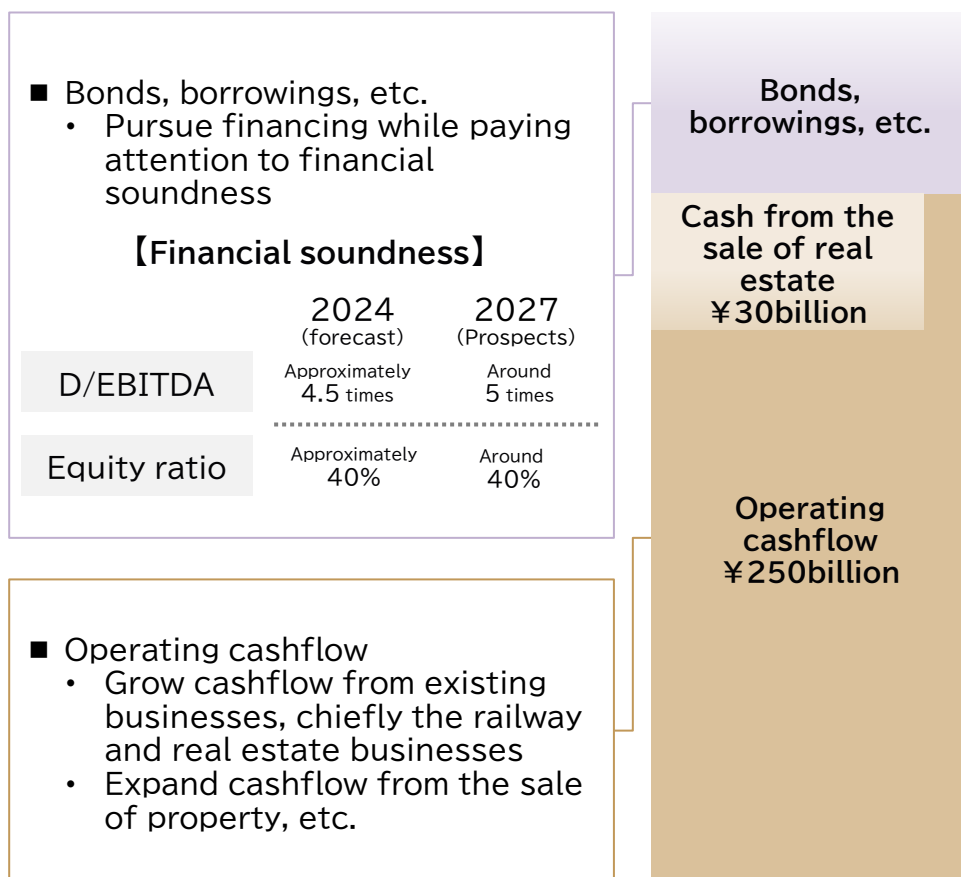 ■ Bonds, borrowings, etc.
• Pursue financing while paying
attention to financial
soundness
【Financial soundness】
2024
(forecast)
2027
(Prospects)
D/EBITDA
Approximately
4.5 times
Around
5 times
Equity ratio
Approximately
40%
Around
40%
■ Operating cashflow
• Grow cashflow from existing
businesses, chiefly the railway
and real estate businesses
• Expand cashflow from the sale
of property, etc.
Bonds,
borrowings, etc.
Cash from the
sale of real
estate
¥30billion
Operating
cashflow
¥250billion